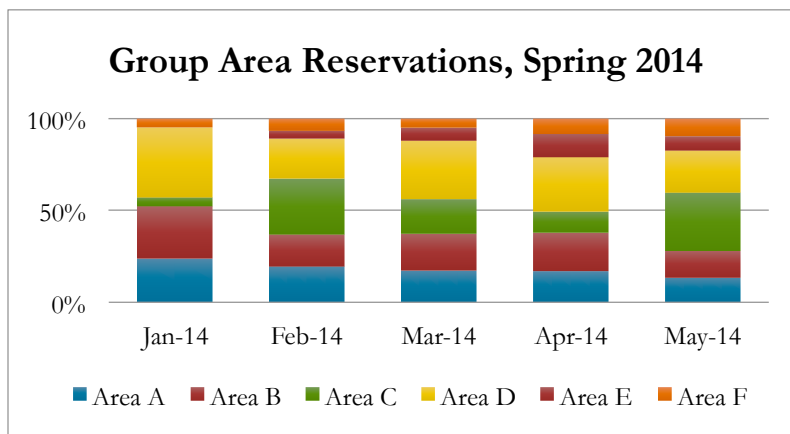 Group Area Reservations, Spring 2014
100%
50%
0%
Jan-14 Feb-14 Mar-14 Apr-14 May-14
Area A Area B Area C Area D Area E Area F